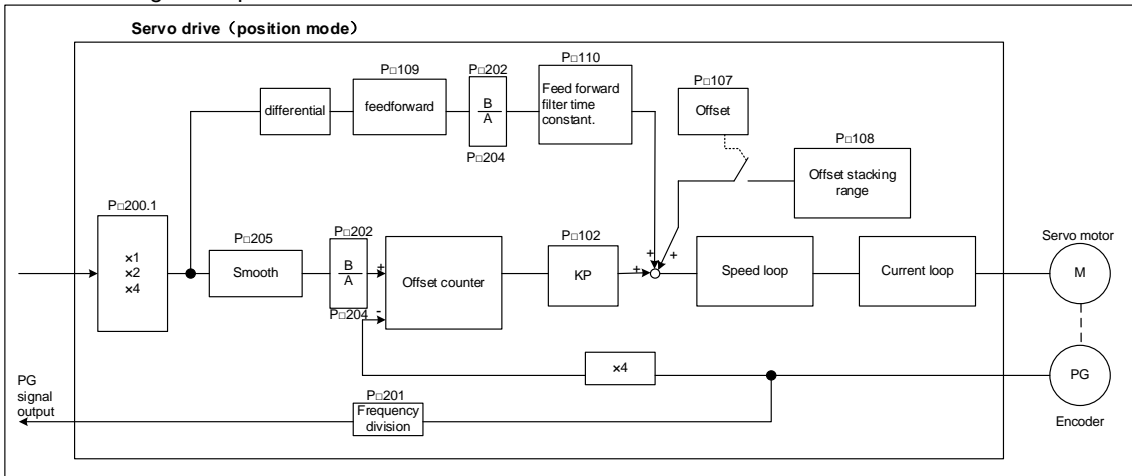 Servo drive（position mode）
P□109
P□202
P□110
P□107
differential
feedforward
B
A
Feed forward
filter time
constant.
Offset
P□204
P□108
Offset stacking
range
P□200.1
×1
×2
×4
P□205
Smooth
P□202
B
A
P□204
+
-
Offset counter
P□102
KP
+
+
+
Speed loop
Current loop
Servo motor
M
×4
PG
Encoder
PG
signal
output
P□201
Frequency
division